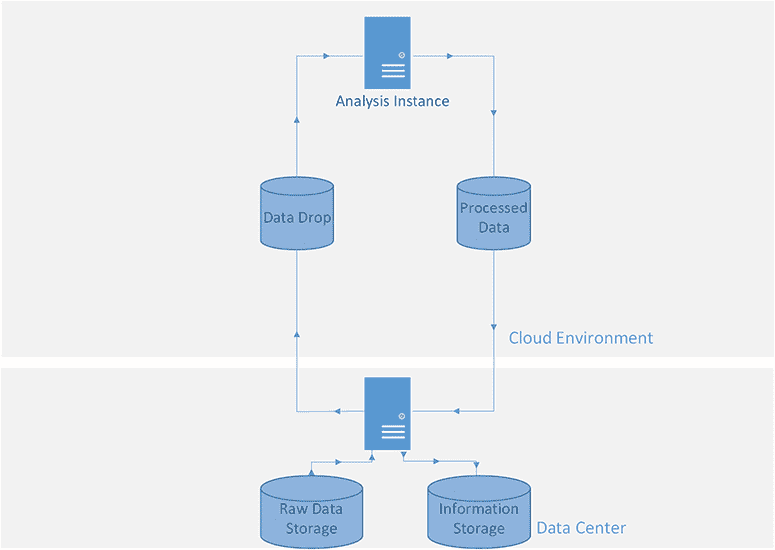 Analysis Instance
Data Drop
Processed
Data
Cloud Environment
Raw Data
Storage
Information
Storage
Data Center